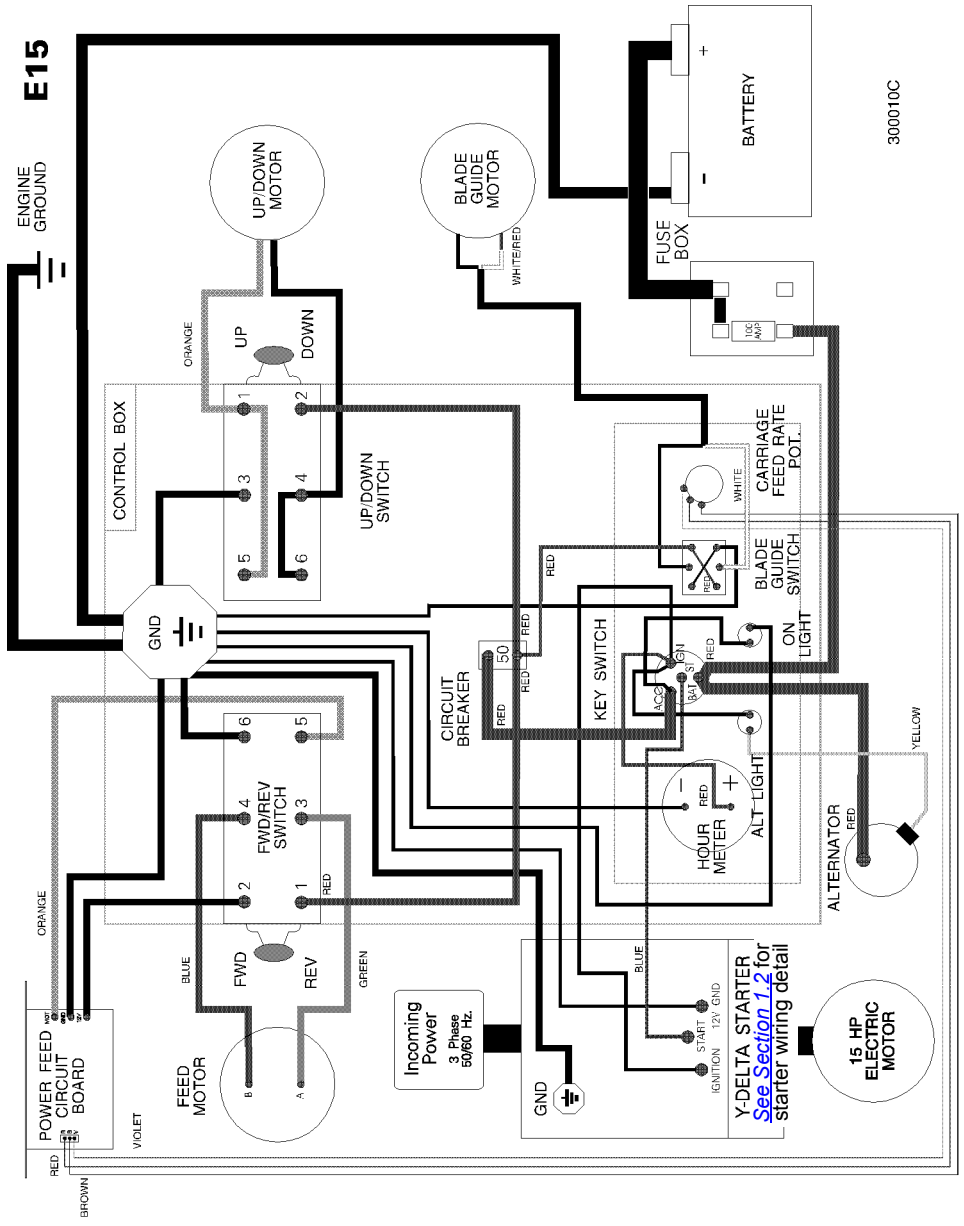 E15
ENGINE
GROUND
UP/DOWN
MOTOR
BLADE
GUIDE
MOTOR
WHITE/RED
+
-
BATTERY
300010C
FUSE
BOX
100
AMP
ORANGE
UP
DOWN
CONTROL BOX
1
2
3
4
5
6
UP/DOWN
SWITCH
GND
CARRIAGE
FEED RATE
POT.
WHITE
BLADE
GUIDE
SWITCH
RED
RED
RED
50
RED
RED
CIRCUIT
BREAKER
KEY SWITCH
IGN
ST
ACC
BAT
RED
ON
LIGHT
ALT LIGHT
-
+
RED
HOUR
METER
YELLOW
RED
ALTERNATOR
6
5
4
3
2
1
FWD/REV
SWITCH
RED
ORANGE
BLUE
FWD
REV
GREEN
POWER FEED
CIRCUIT
BOARD
MOT
GND
12V
RED
BROWN
VIOLET
FEED
MOTOR
B
A
Incoming
Power
3 Phase
50/60 Hz.
GND
BLUE
IGNITION
START
12V GND
Y-DELTA STARTER
See Section 1.2 for
starter wiring detail
15 HP
ELECTRIC
MOTOR